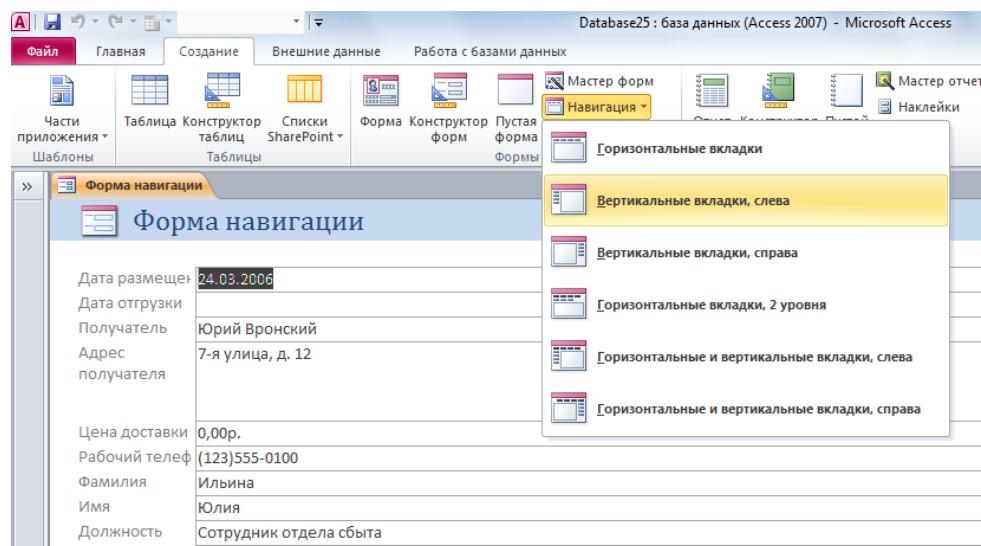 Database25 : база данных (Access 2007) - Microsoft Access
Файл Главная Создание Внешние данные Работа с базами данных
Части приложения
Таблица
Конструктор таблиц
Списки SharePoint
Форма
Конструктор форм
Пустая форма
Мастер форм
Навигация
Мастер отчет
Наклейки
Шаблоны
Таблицы
Формы
Горизонтальные вкладки
Вертикальные вкладки, слева
Вертикальные вкладки, справа
Горизонтальные вкладки, 2 уровня
Горизонтальные и вертикальные вкладки, слева
Горизонтальные и вертикальные вкладки, справа
» Форма навигации
Форма навигации
Дата размещен 24.03.2006
Дата отгрузки
Получатель Юрий Вронский
Адрес получателя 7-я улица, д. 12
Цена доставки 0,00р.
Рабочий телеф (123)555-0100
Фамилия Ильина
Имя Юлия
Должность Сотрудник отдела сбыта